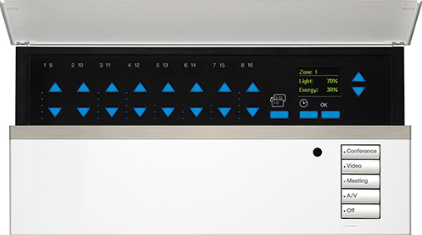 1 9 2 10 3 11 4 12 5 13 6 14 7 15 8 16
Zone 1
Light: 70%
Energy: 30%
OK
Conference
Video
Meeting
A/V
Off